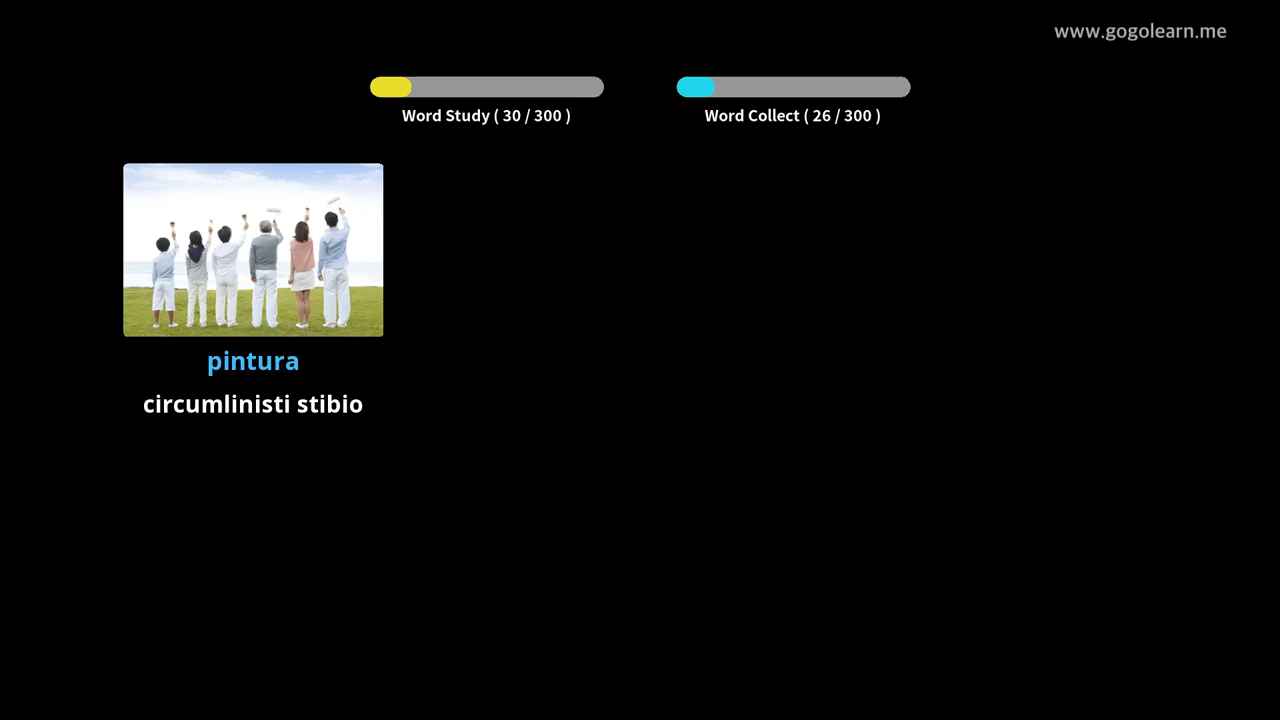 www.gogolearn.me
Word Study ( 30 / 300 )
Word Collect ( 26 / 300 )
pintura
circumlinisti stibio